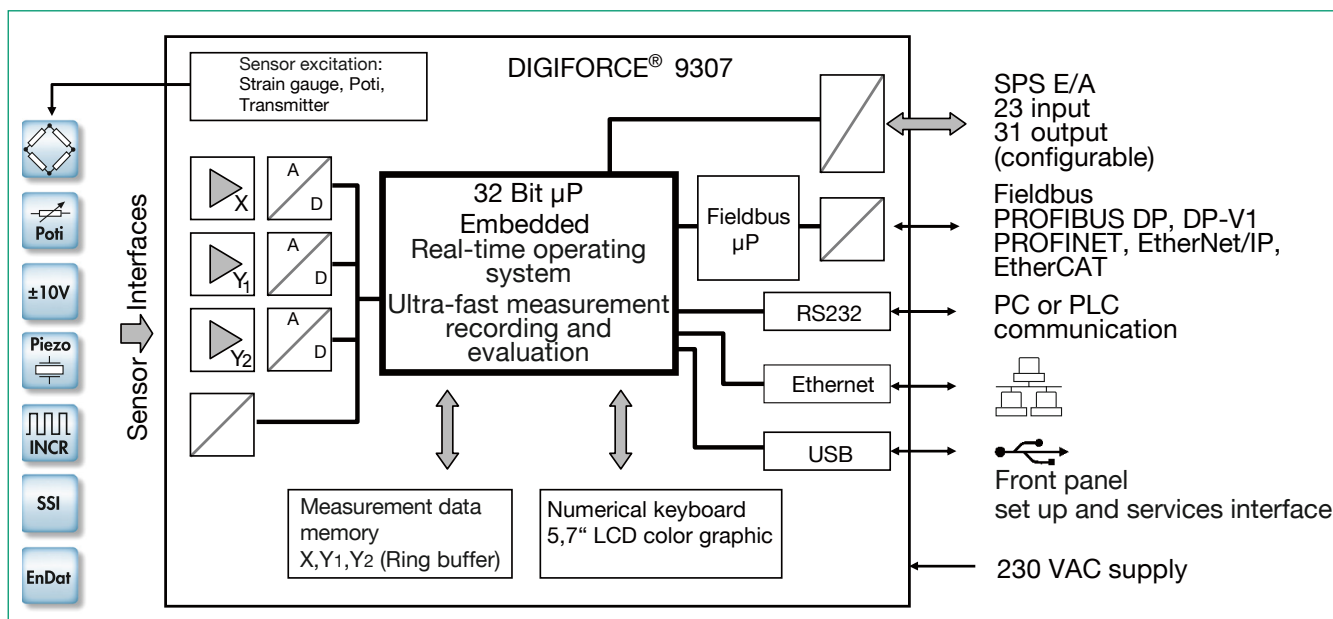 Sensor excitation:
Strain gauge, Poti,
Transmitter
DIGIFORCE® 9307
Poti
±10V
Piezo
INCR
SSI
EnDat
Sensor Interfaces
X
A
D
Y1
A
D
Y2
A
D
32 Bit µP
Embedded
Real-time operating
system
Ultra-fast measurement
recording and
evaluation
Fieldbus
µP
RS232
Ethernet
USB
Measurement data
memory
X,Y1,Y2 (Ring buffer)
Numerical keyboard
5,7“ LCD color graphic
SPS E/A
23 input
31 output
(configurable)
Fieldbus
PROFIBUS DP, DP-V1
PROFINET, EtherNet/IP,
EtherCAT
PC or PLC
communication
Front panel
set up and services interface
230 VAC supply